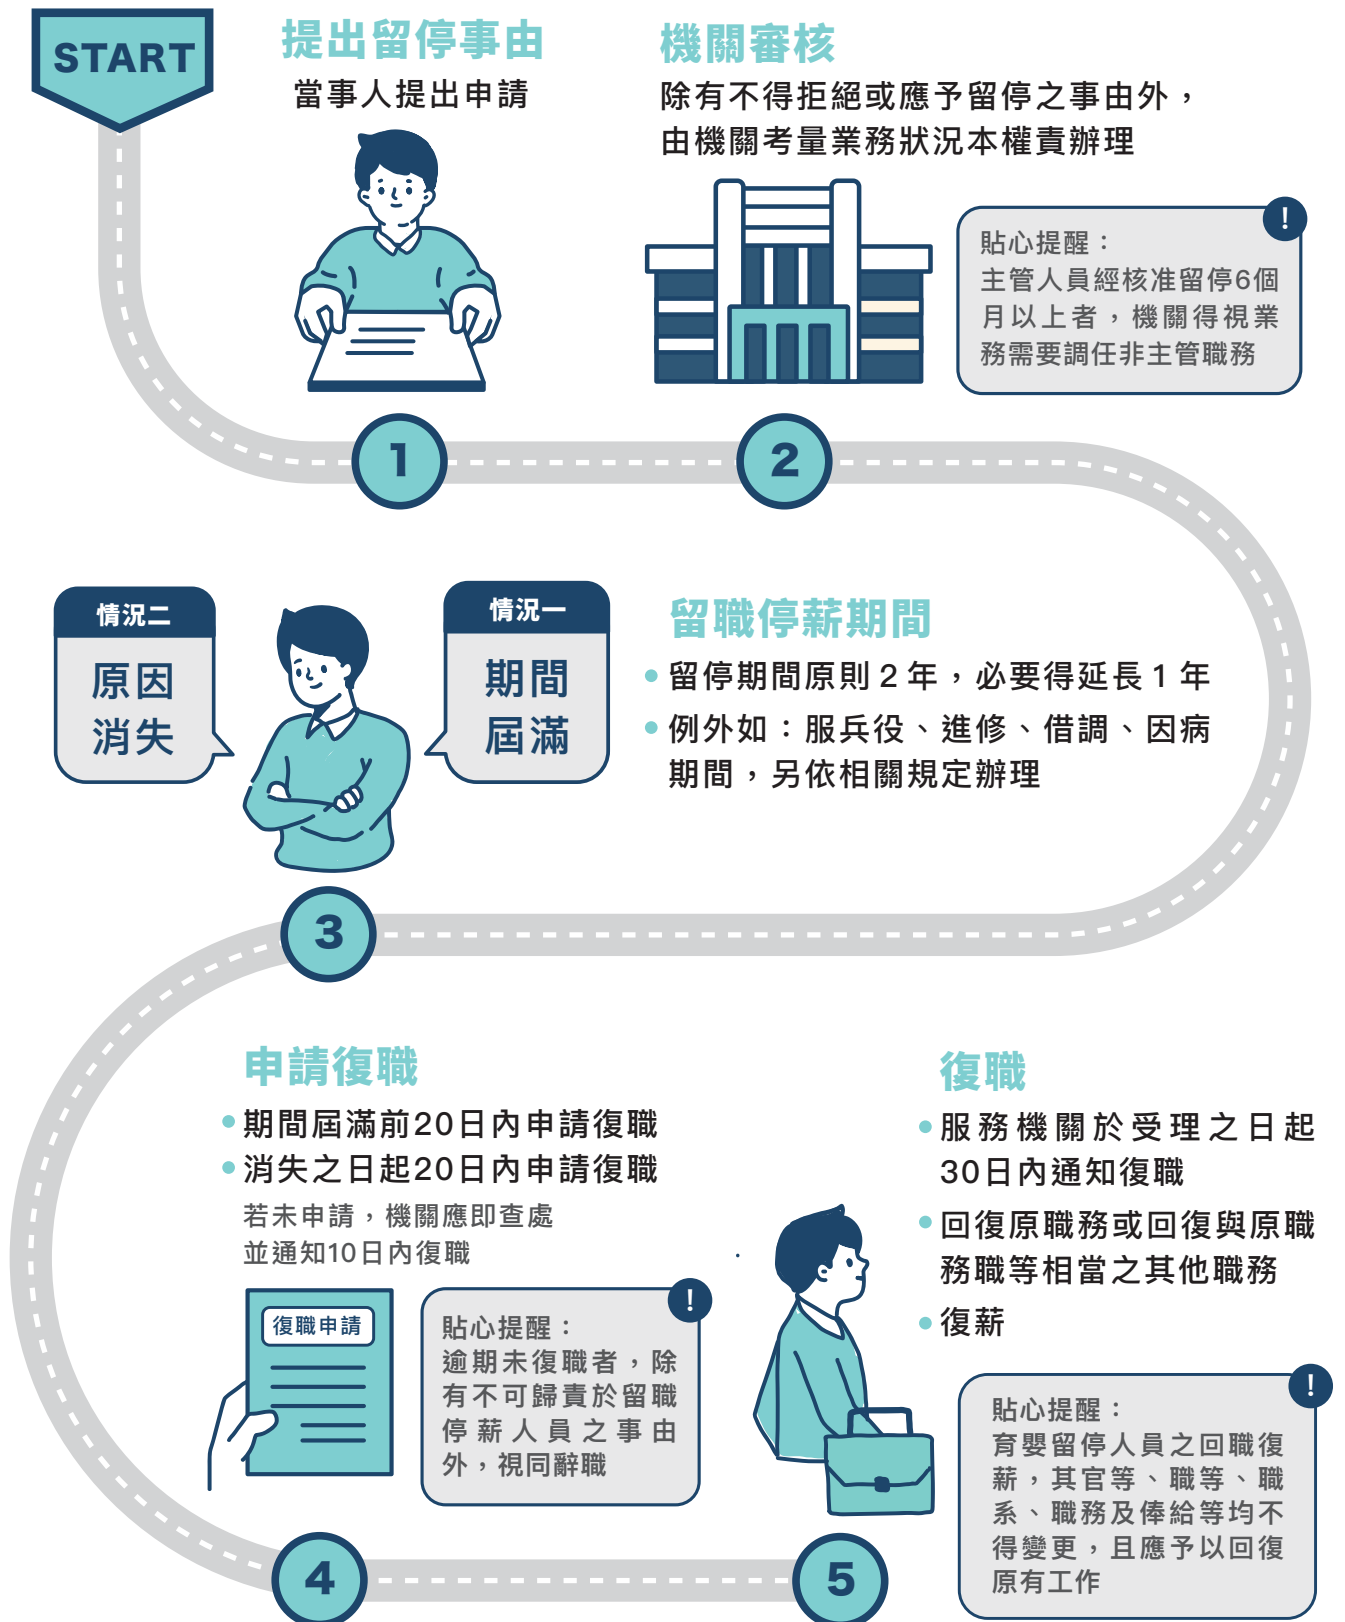 START
提出留停事由
當事人提出申請
機關審核
除有不得拒絕或應予留停之事由外，
由機關考量業務狀況本權責辦理
!
貼心提醒：
主管人員經核准留停6個
月以上者，機關得視業
務需要調任非主管職務
1
2
情況二
原因
消失
情況一
期間
屆滿
留職停薪期間
留停期間原則 2 年，必要得延長 1 年
例外如：服兵役、進修、借調、因病
期間，另依相關規定辦理
3
申請復職
期間屆滿前20日內申請復職
消失之日起20日內申請復職
若未申請，機關應即查處
並通知10日內復職
復職申請
!
貼心提醒：
逾期未復職者，除
有不可歸責於留職
停薪人員之事由
外，視同辭職
復職
服務機關於受理之日起
30日內通知復職
回復原職務或回復與原職
務職等相當之其他職務
復薪
!
貼心提醒：
育嬰留停人員之回職復
薪，其官等、職等、職
系、職務及俸給等均不
得變更，且應予以回復
原有工作
4
5